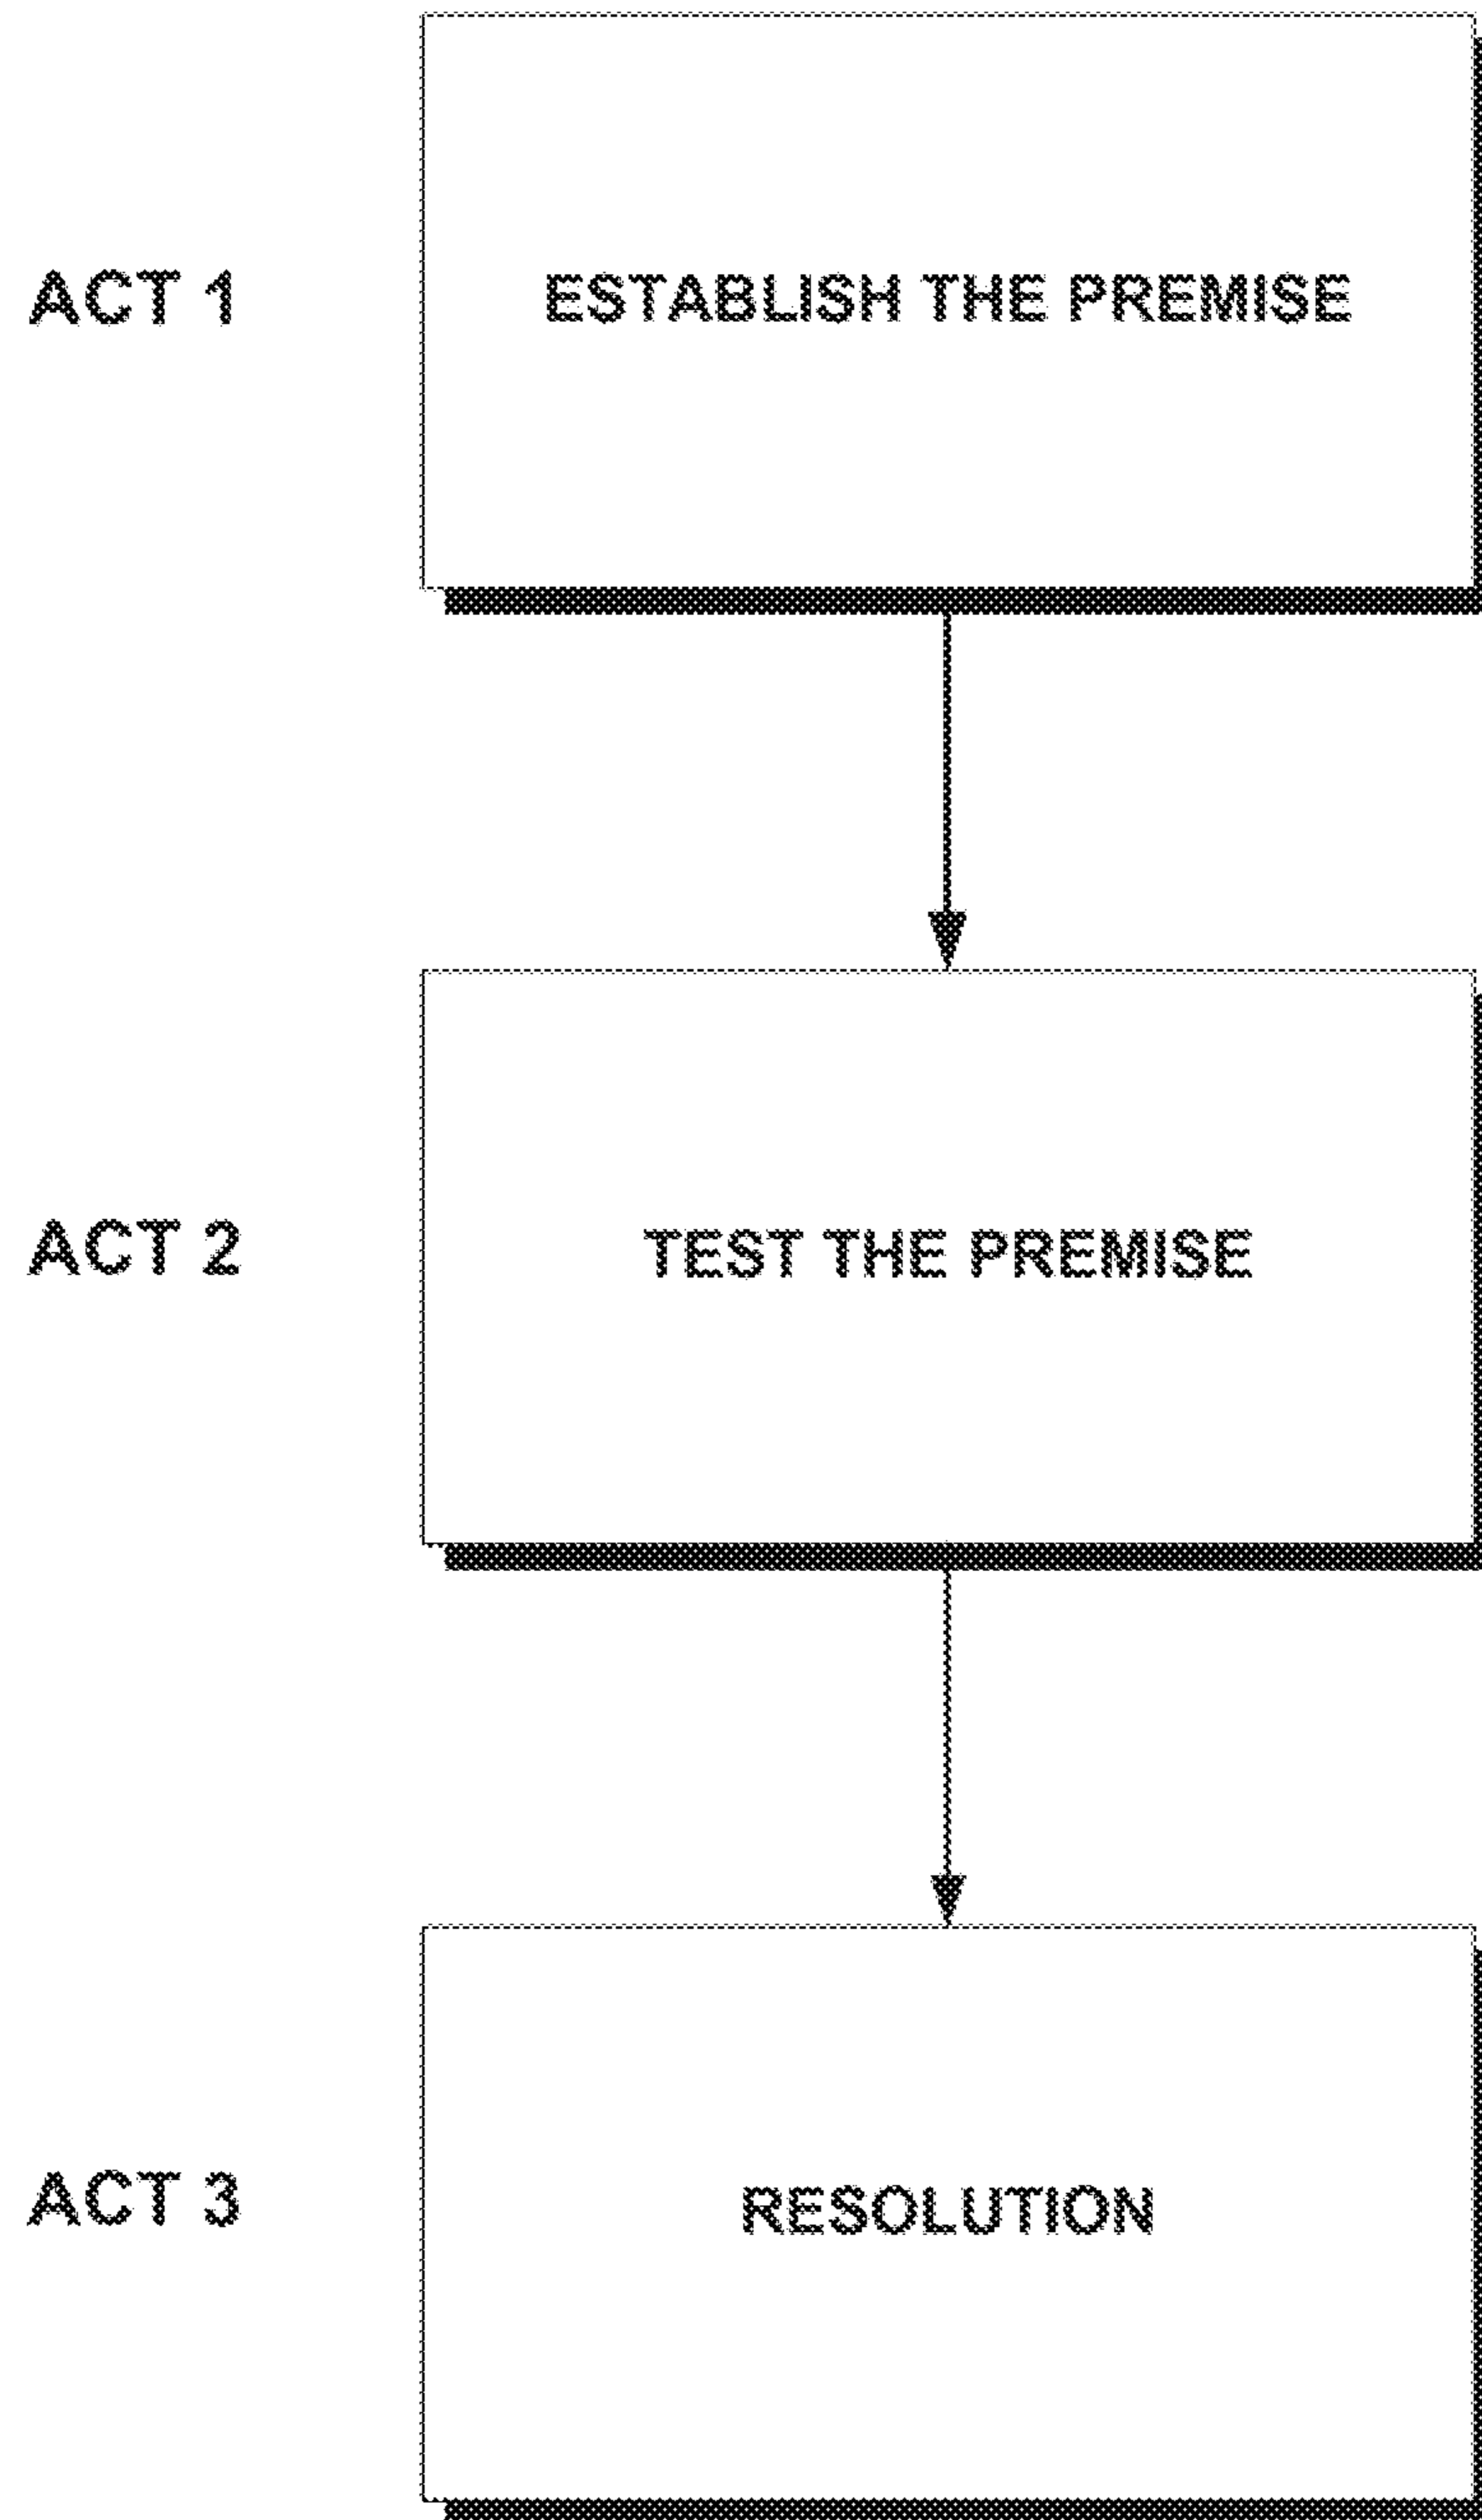 ACT 1
ESTABLISH THE PREMISE
ACT 2
TEST THE PREMISE
ACT 3
RESOLUTION